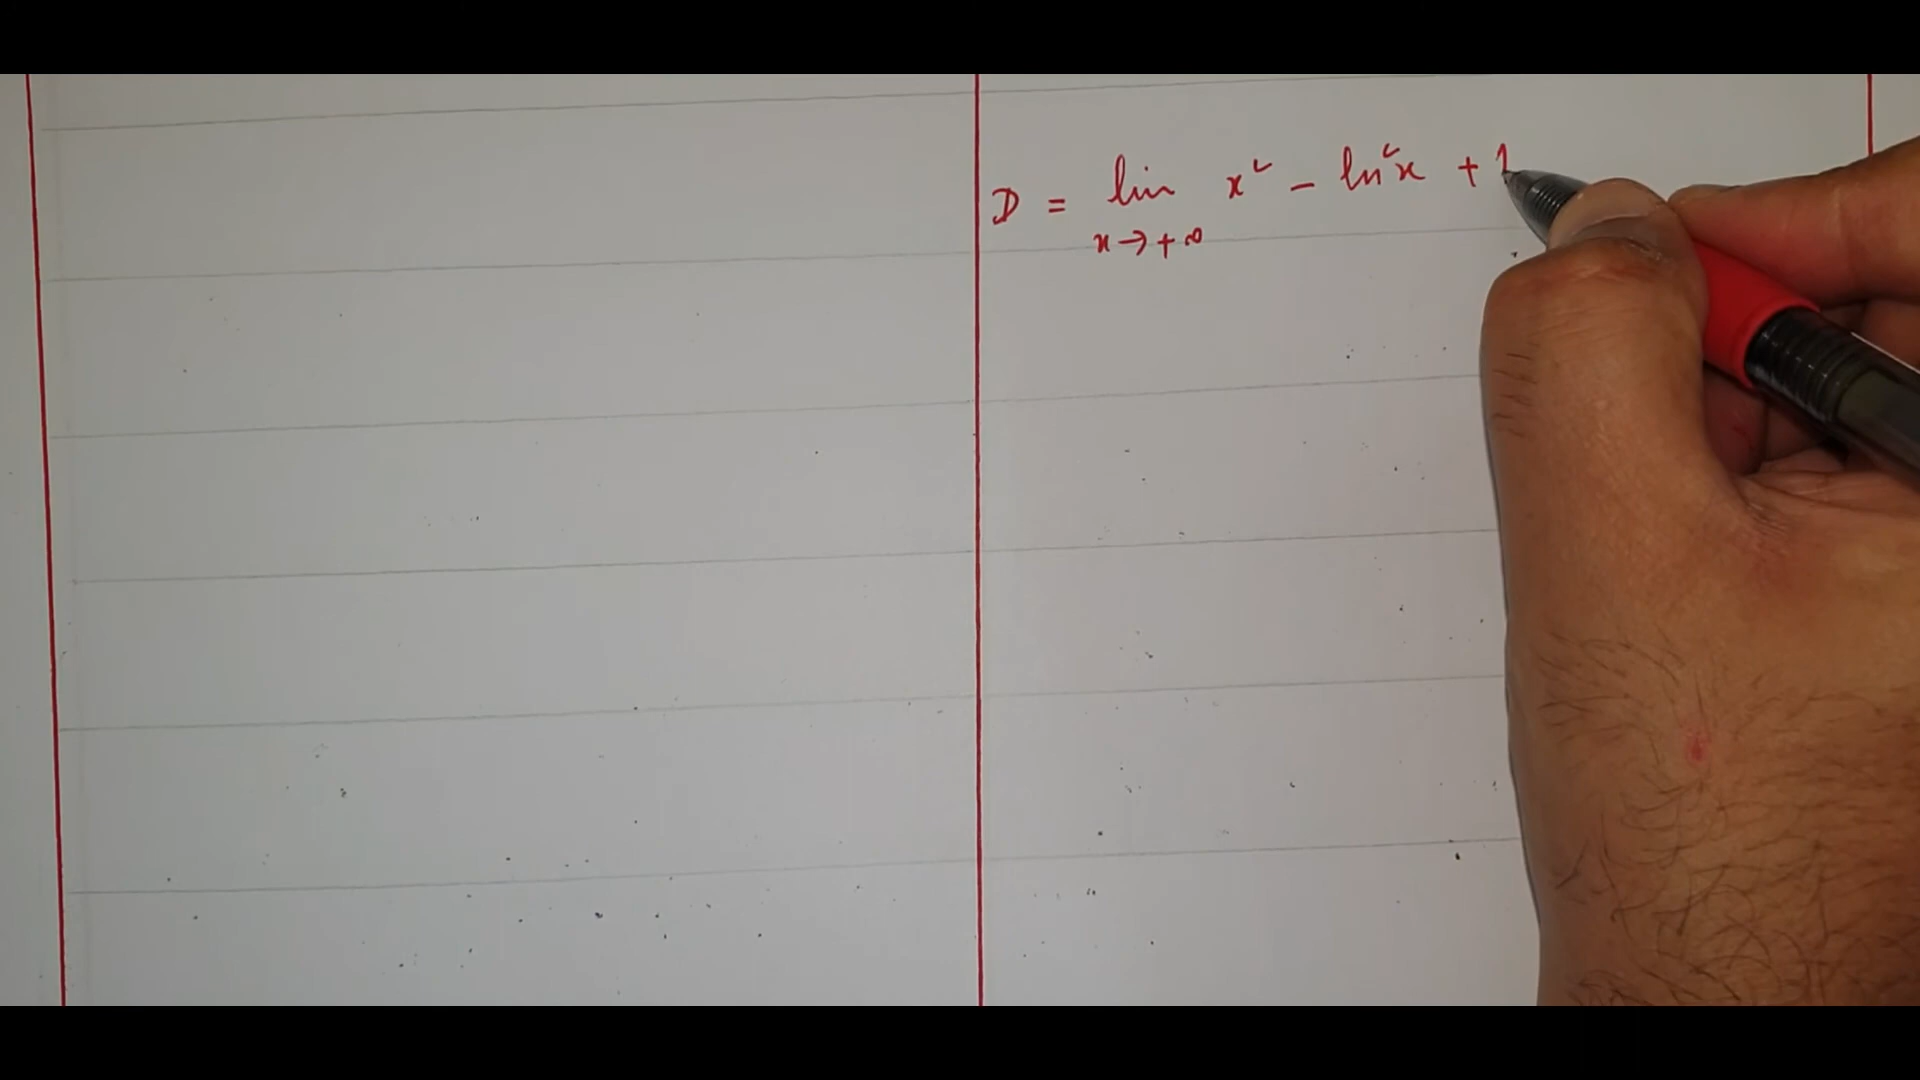 D = lim x² - ln²x + 1
x → +∞